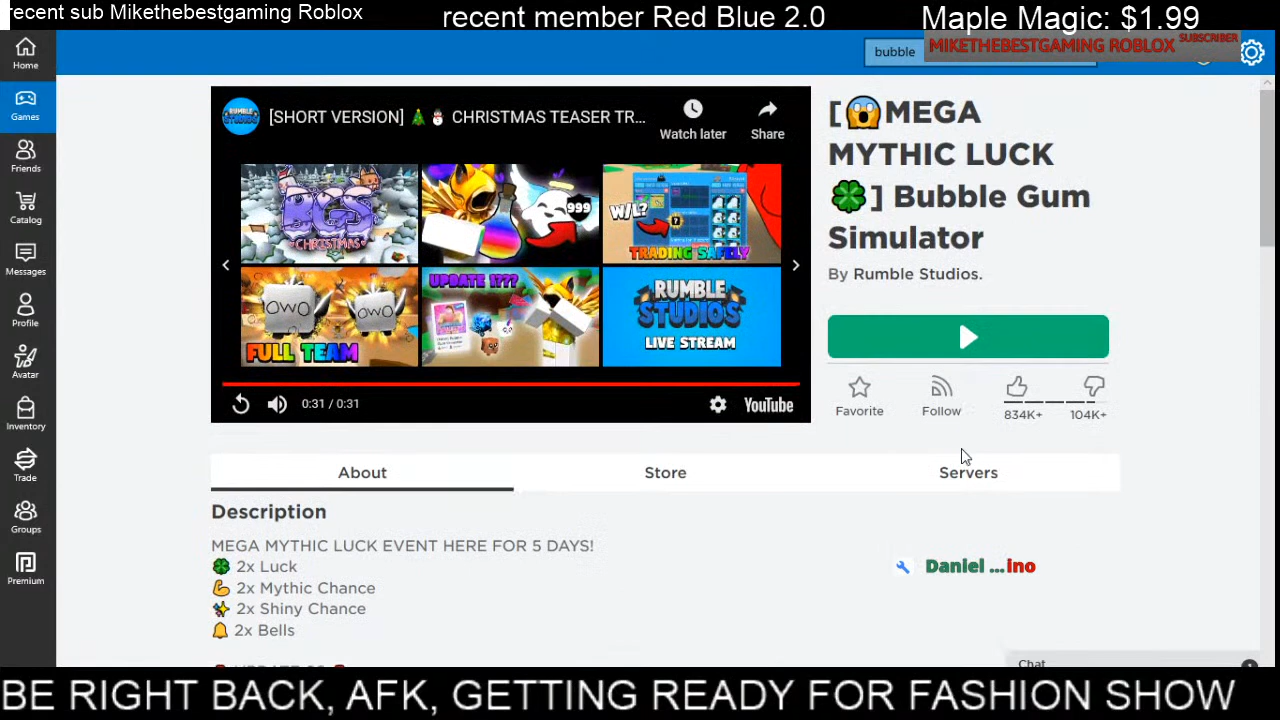 recent sub Mikethebestgaming Roblox
recent member Red Blue 2.0
Maple Magic: $1.99
MIKETHEBESTGAMING ROBLOX SUBSCRIBER
bubble
Home
Games
Friends
Catalog
Messages
Profile
Avatar
Inventory
Trade
Groups
Premium
[SHORT VERSION] 🎄 ⛄ CHRISTMAS TEASER TR...
Watch later
Share
BGS
CHRISTMAS
999
W/L?
TRADING SAFELY
OWO
OWO
FULL TEAM
UPDATE 1???
RUMBLE
STUDIOS
LIVE STREAM
0:31 / 0:31
YouTube
[😱MEGA
MYTHIC LUCK
🍀] Bubble Gum
Simulator
By Rumble Studios.
Favorite
Follow
834K+
104K+
About
Store
Servers
Description
MEGA MYTHIC LUCK EVENT HERE FOR 5 DAYS!
🍀 2x Luck
💪 2x Mythic Chance
✨ 2x Shiny Chance
🔔 2x Bells
Daniel ...ino
Chat
BE RIGHT BACK, AFK, GETTING READY FOR FASHION SHOW